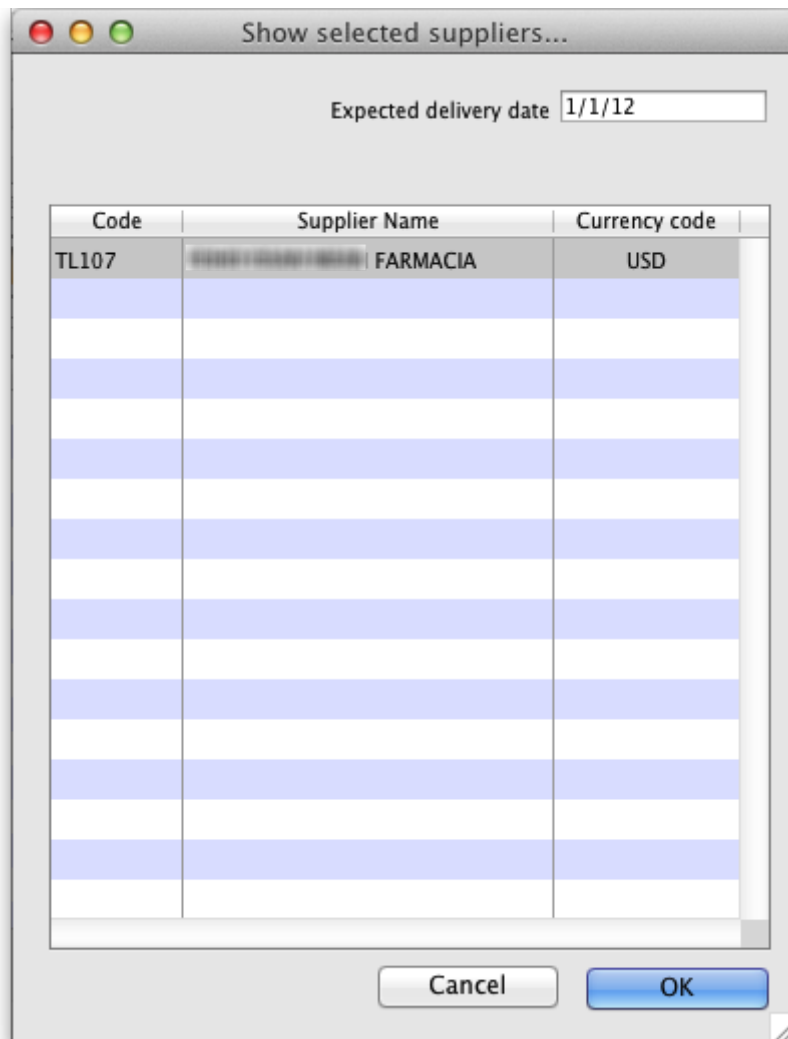 Show selected suppliers...
Expected delivery date 1/1/12
Code Supplier Name Currency code
TL107 FARMACIA USD
Cancel OK